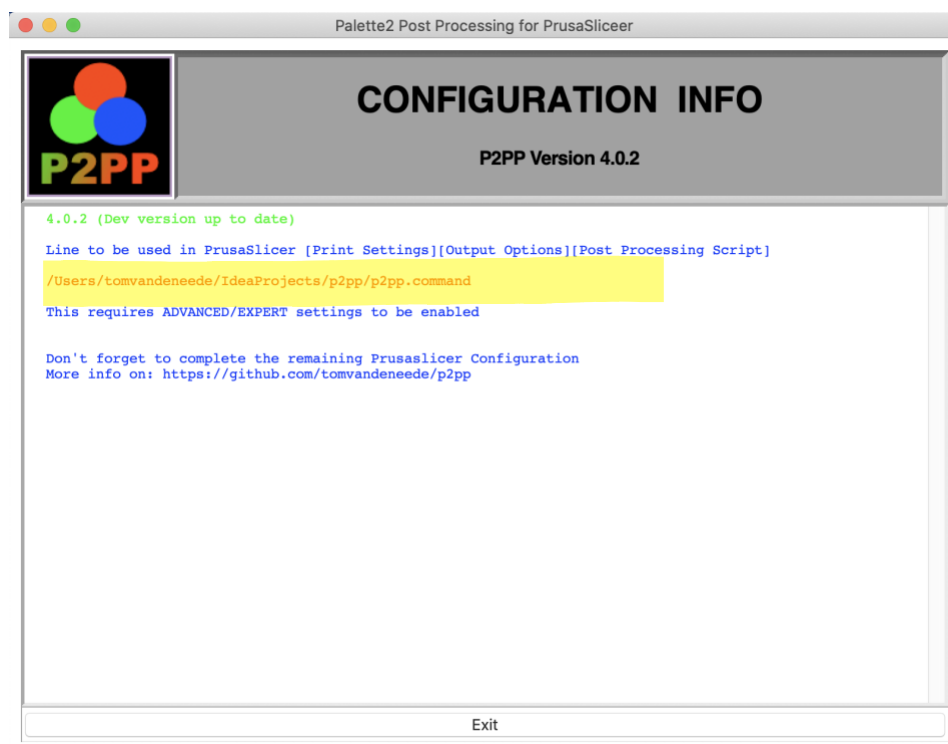 Palette2 Post Processing for PrusaSliceer
P2PP
CONFIGURATION INFO
P2PP Version 4.0.2
4.0.2 (Dev version up to date)
Line to be used in PrusaSlicer [Print Settings][Output Options][Post Processing Script]
/Users/tomvandeneede/IdeaProjects/p2pp/p2pp.command
This requires ADVANCED/EXPERT settings to be enabled
Don't forget to complete the remaining Prusaslicer Configuration
More info on: https://github.com/tomvandeneede/p2pp
Exit